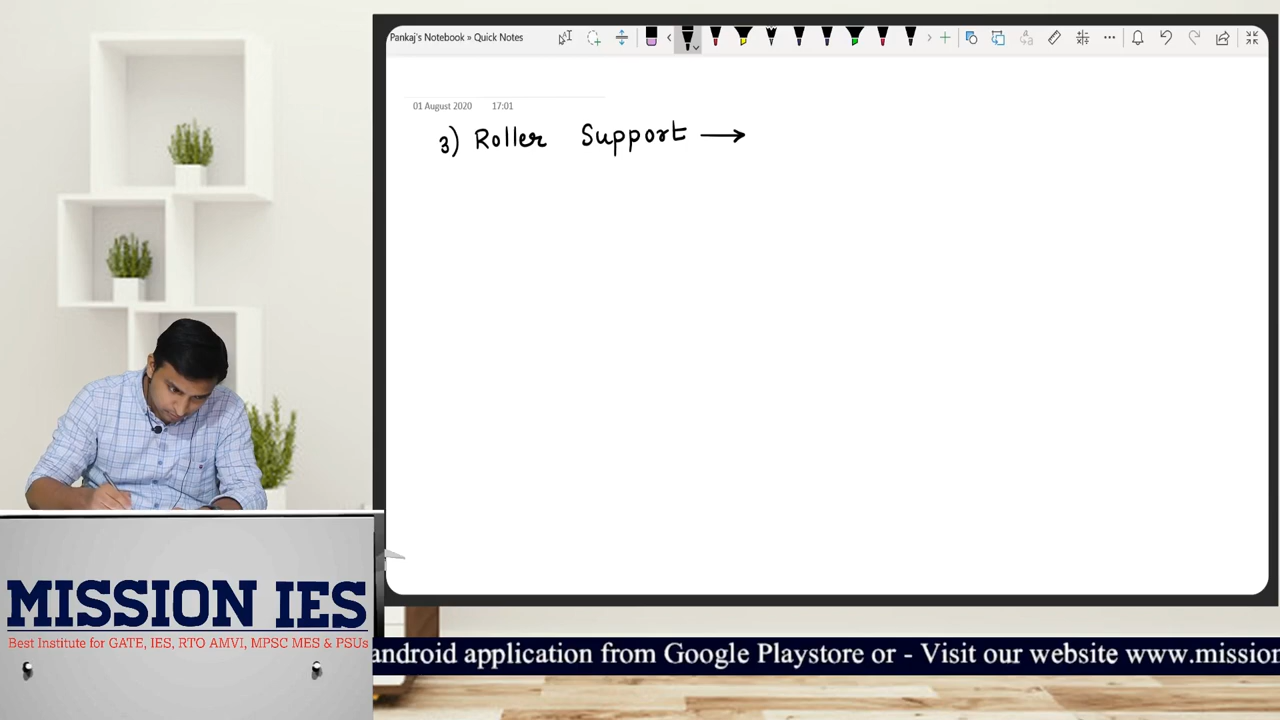 Pankaj's Notebook » Quick Notes
01 August 2020 17:01
3) Roller Support →
MISSION IES
Best Institute for GATE, IES, RTO AMVI, MPSC MES & PSUs
android application from Google Playstore or - Visit our website www.mission